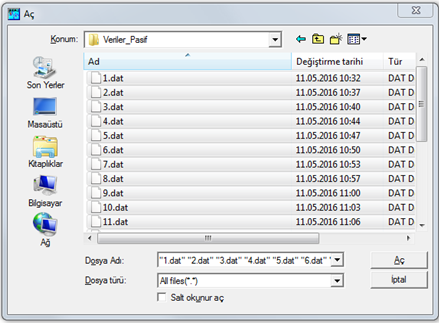 Aç
Konum: Veriler_Pasif
Ad Değiştirme tarihi Tür
1.dat 11.05.2016 10:32 DAT D
2.dat 11.05.2016 10:37 DAT D
3.dat 11.05.2016 10:40 DAT D
4.dat 11.05.2016 10:44 DAT D
5.dat 11.05.2016 10:47 DAT D
6.dat 11.05.2016 10:50 DAT D
7.dat 11.05.2016 10:53 DAT D
8.dat 11.05.2016 10:57 DAT D
9.dat 11.05.2016 11:00 DAT D
10.dat 11.05.2016 11:03 DAT D
11.dat 11.05.2016 11:06 DAT D
Son Yerler
Masaüstü
Kitaplıklar
Bilgisayar
Ağ
Dosya Adı: "1.dat" "2.dat" "3.dat" "4.dat" "5.dat" "6.dat" " Aç
Dosya türü: All files(*.*) İptal
Salt okunur aç